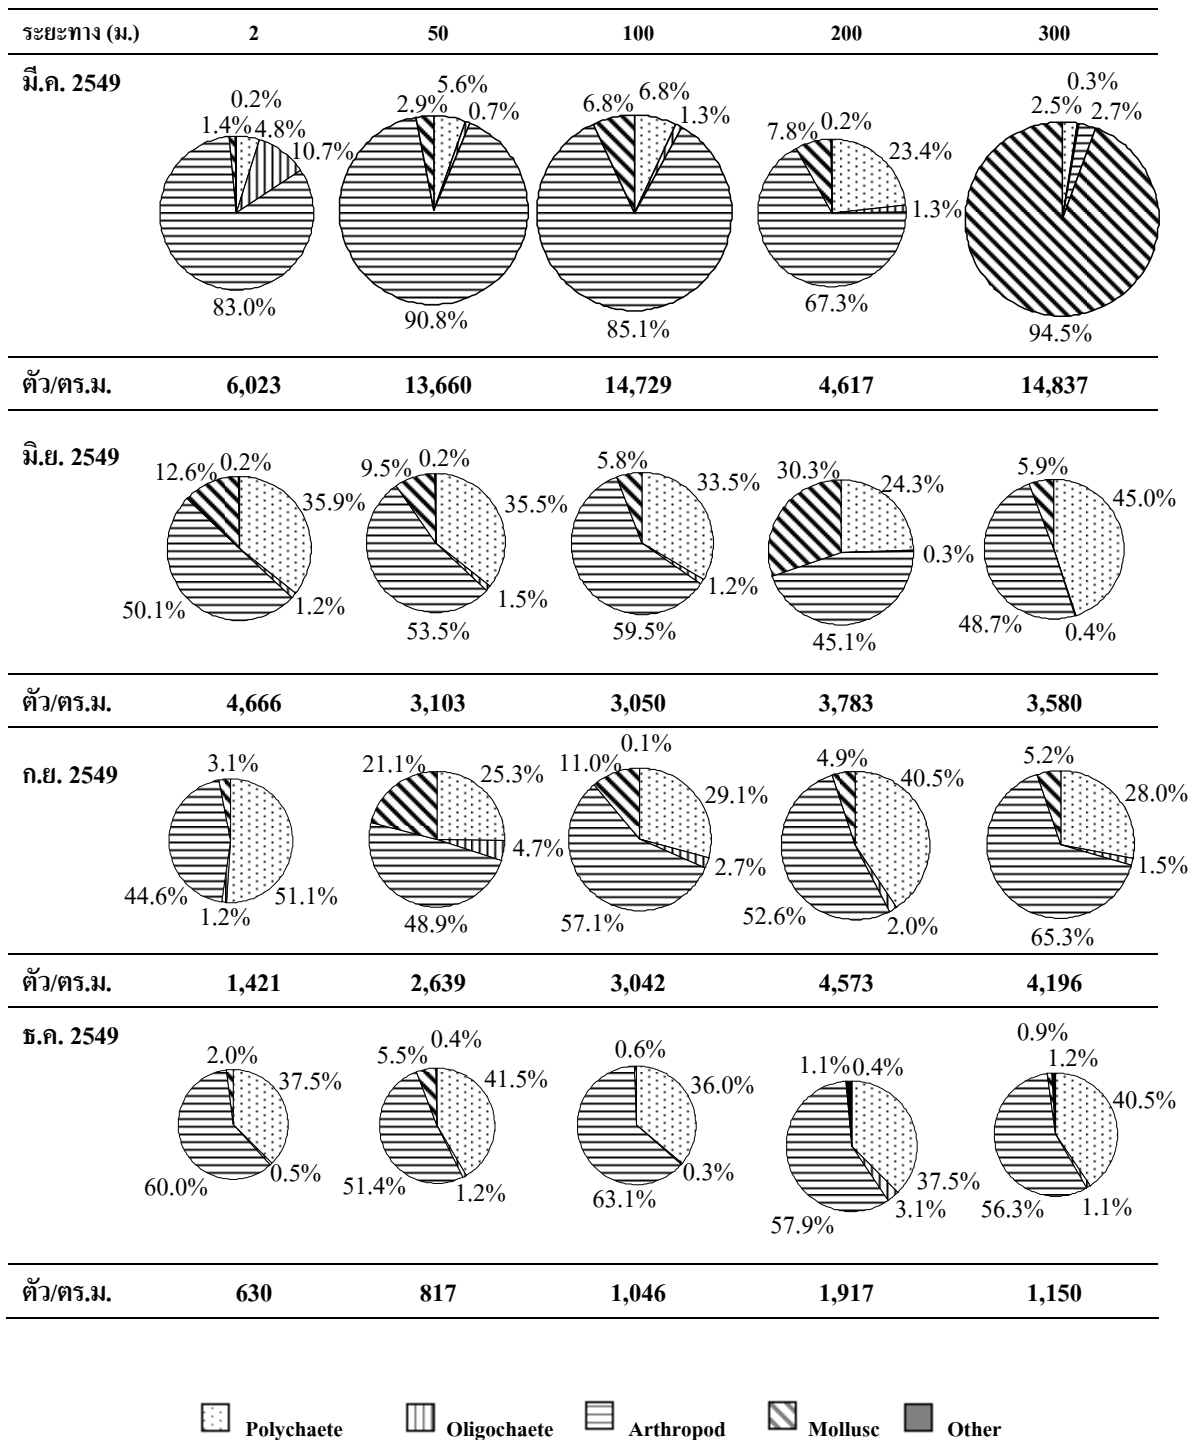 ระยะทาง (ม.) 2 50 100 200 300
มี.ค. 2549
0.2% 5.6% 0.3%
1.4% 4.8% 2.9% 0.7% 6.8% 6.8% 1.3% 7.8% 0.2% 2.5% 2.7%
10.7% 23.4%
1.3%
83.0% 90.8% 85.1% 67.3% 94.5%
ตัว/ตร.ม. 6,023 13,660 14,729 4,617 14,837
มิ.ย. 2549
12.6% 0.2% 9.5% 0.2% 5.8% 30.3% 5.9%
35.9% 35.5% 33.5% 24.3% 45.0%
0.3%
50.1% 1.2% 1.5% 1.2% 48.7% 0.4%
53.5% 59.5% 45.1%
ตัว/ตร.ม. 4,666 3,103 3,050 3,783 3,580
ก.ย. 2549
3.1% 21.1% 11.0% 0.1% 4.9% 5.2%
25.3% 29.1% 40.5% 28.0%
4.7% 2.7% 1.5%
44.6% 1.2% 51.1% 48.9% 57.1% 52.6% 2.0% 65.3%
ตัว/ตร.ม. 1,421 2,639 3,042 4,573 4,196
ธ.ค. 2549
2.0% 5.5% 0.4% 0.6% 1.1% 0.4% 0.9% 1.2%
37.5% 41.5% 36.0% 40.5%
60.0% 0.5% 51.4% 1.2% 63.1% 0.3% 37.5%
57.9% 3.1% 56.3% 1.1%
ตัว/ตร.ม. 630 817 1,046 1,917 1,150
Polychaete Oligochaete Arthropod Mollusc Other